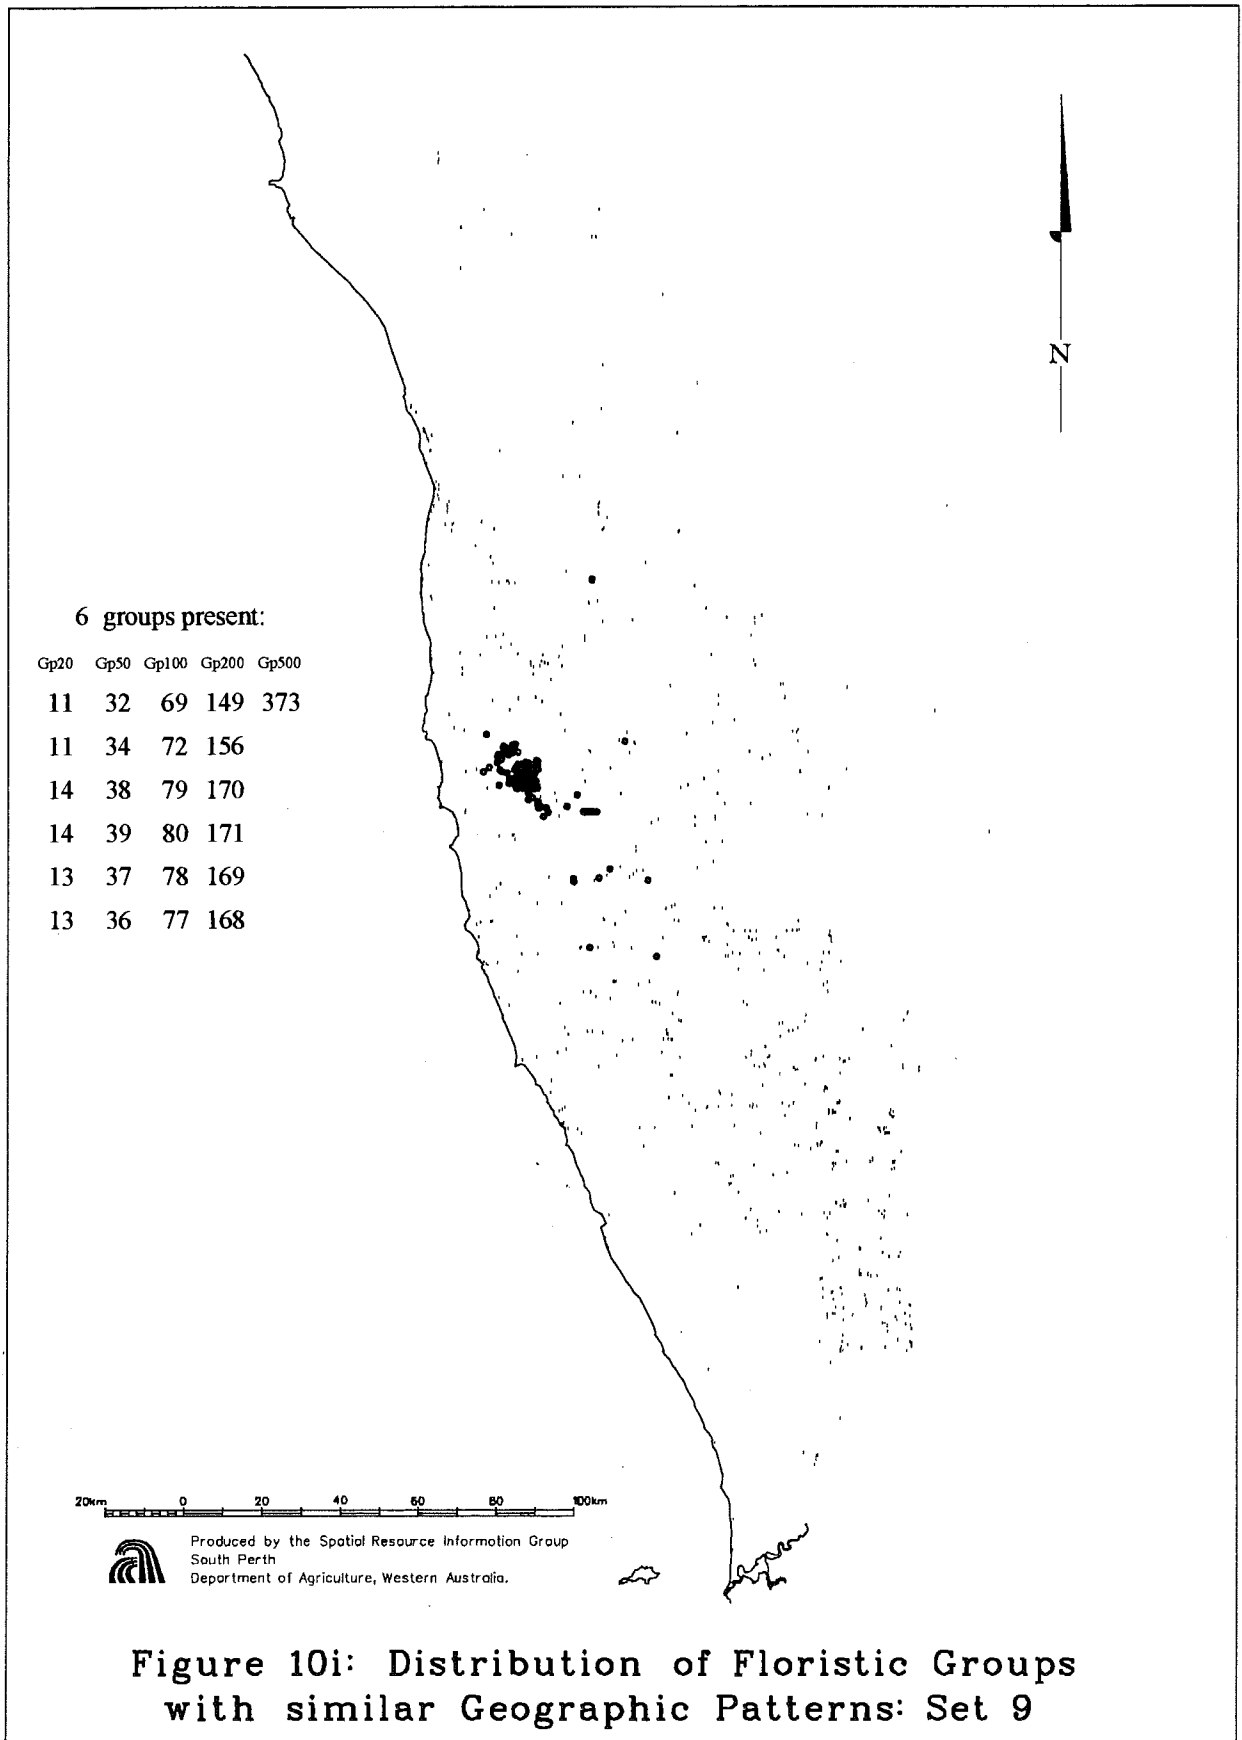 N
6 groups present:
Gp20 Gp50 Gp100 Gp200 Gp500
11 32 69 149 373
11 34 72 156
14 38 79 170
14 39 80 171
13 37 78 169
13 36 77 168
20km 0 20 40 60 80 100km
Produced by the Spatial Resource Information Group
South Perth
Department of Agriculture, Western Australia.
Figure 10i: Distribution of Floristic Groups
with similar Geographic Patterns: Set 9